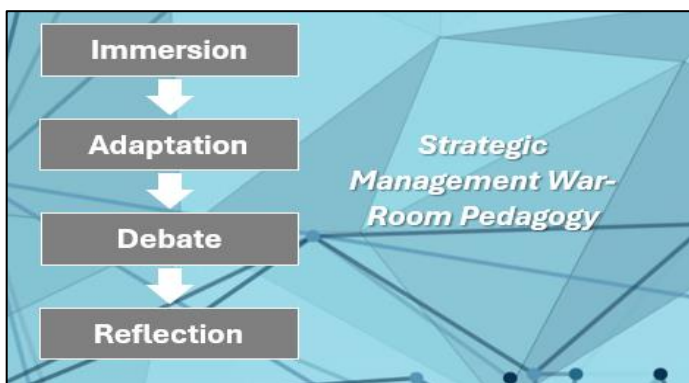 Immersion
Adaptation
Debate
Reflection
Strategic
Management War-
Room Pedagogy